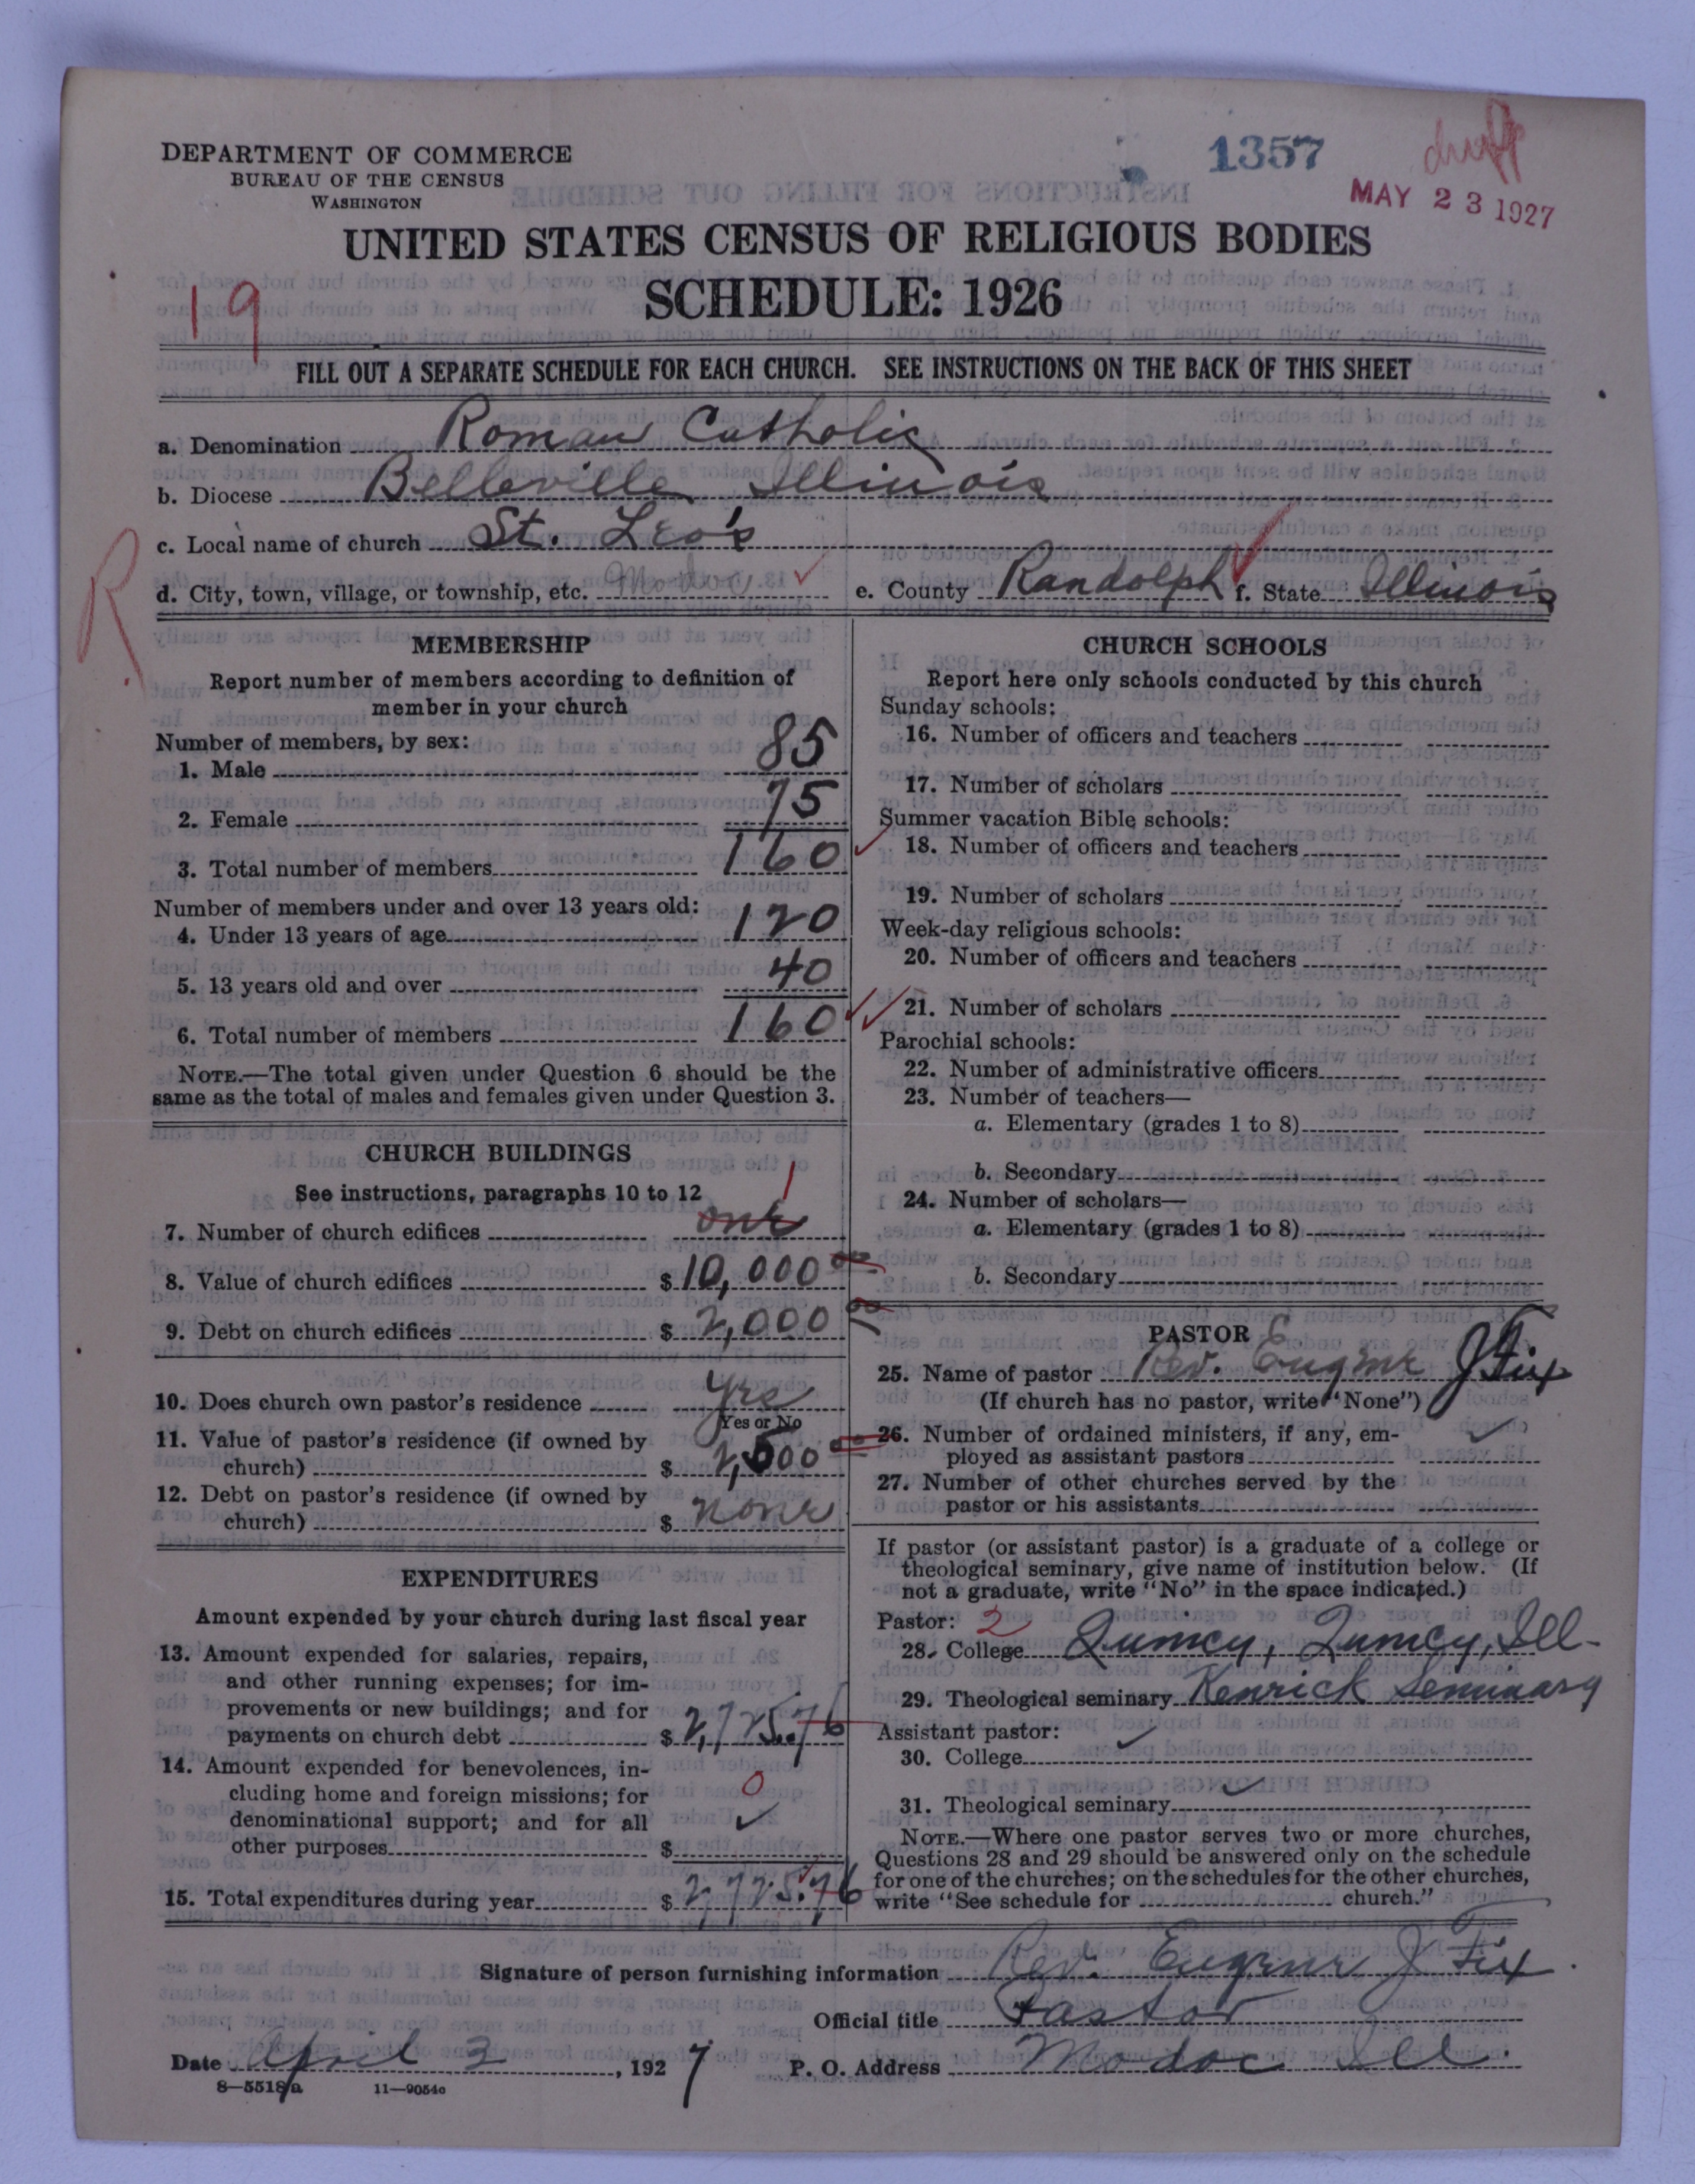 DEPARTMENT OF COMMERCE
BUREAU OF THE CENSUS
WASHINGTON
1357
MAY 23 1927
UNITED STATES CENSUS OF RELIGIOUS BODIES
SCHEDULE: 1926
19
FILL OUT A SEPARATE SCHEDULE FOR EACH CHURCH. SEE INSTRUCTIONS ON THE BACK OF THIS SHEET
a. Denomination Roman Catholic
b. Diocese Belleville Illinois
c. Local name of church St. Leo's
R
d. City, town, village, or township, etc. Modoc e. County Randolph f. State Illinois
MEMBERSHIP
Report number of members according to definition of
member in your church
Number of members, by sex:
1. Male 85
2. Female 75
3. Total number of members 160
Number of members under and over 13 years old:
4. Under 13 years of age 120
5. 13 years old and over 40
6. Total number of members 160
NOTE.—The total given under Question 6 should be the
same as the total of males and females given under Question 3.
CHURCH BUILDINGS
See instructions, paragraphs 10 to 12
1
7. Number of church edifices one
8. Value of church edifices $ 10,000 00
9. Debt on church edifices $ 2,000 00
10. Does church own pastor's residence Yes
Yes or No
11. Value of pastor's residence (if owned by
church) $ 2,500 00
12. Debt on pastor's residence (if owned by
church) $ none
EXPENDITURES
Amount expended by your church during last fiscal year
13. Amount expended for salaries, repairs,
and other running expenses; for im-
provements or new buildings; and for
payments on church debt $ 2,725.76
14. Amount expended for benevolences, in-
cluding home and foreign missions; for
denominational support; and for all
other purposes $
0
15. Total expenditures during year $ 2,725.76
CHURCH SCHOOLS
Report here only schools conducted by this church
Sunday schools:
16. Number of officers and teachers
17. Number of scholars
Summer vacation Bible schools:
18. Number of officers and teachers
19. Number of scholars
Week-day religious schools:
20. Number of officers and teachers
21. Number of scholars
Parochial schools:
22. Number of administrative officers
23. Number of teachers—
a. Elementary (grades 1 to 8)
b. Secondary
24. Number of scholars—
a. Elementary (grades 1 to 8)
b. Secondary
PASTOR
25. Name of pastor Rev. Eugene J Fix
(If church has no pastor, write "None")
26. Number of ordained ministers, if any, em-
ployed as assistant pastors
27. Number of other churches served by the
pastor or his assistants
If pastor (or assistant pastor) is a graduate of a college or
theological seminary, give name of institution below. (If
not a graduate, write "No" in the space indicated.)
Pastor: 2
28. College Quincy, Quincy, Ill.
29. Theological seminary Kenrick Seminary
Assistant pastor:
30. College
31. Theological seminary
NOTE.—Where one pastor serves two or more churches,
Questions 28 and 29 should be answered only on the schedule
for one of the churches; on the schedules for the other churches,
write "See schedule for church."
Signature of person furnishing information Rev. Eugene J Fix
Official title Pastor
Date April 3, 1927 P. O. Address Modoc Ill.
8—5518a 11—9054c